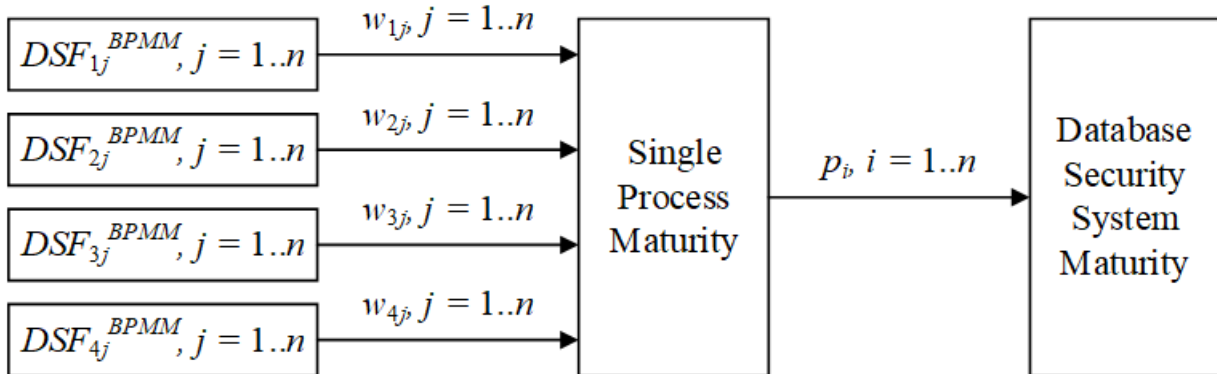 DSF₁ⱼ^BPMM, j = 1..n
w₁ⱼ, j = 1..n
DSF₂ⱼ^BPMM, j = 1..n
w₂ⱼ, j = 1..n
DSF₃ⱼ^BPMM, j = 1..n
w₃ⱼ, j = 1..n
DSF₄ⱼ^BPMM, j = 1..n
w₄ⱼ, j = 1..n
Single
Process
Maturity
pᵢ, i = 1..n
Database
Security
System
Maturity